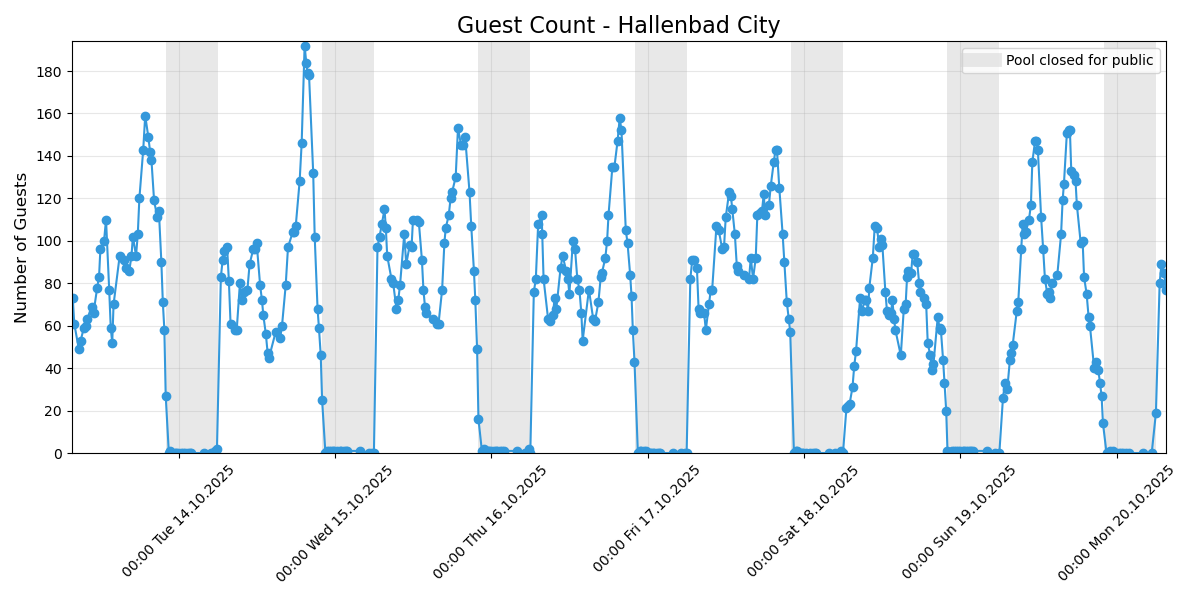 Guest Count - Hallenbad City
Pool closed for public
Number of Guests
180
160
140
120
100
80
60
40
20
0
00:00 Tue 14.10.2025
00:00 Wed 15.10.2025
00:00 Thu 16.10.2025
00:00 Fri 17.10.2025
00:00 Sat 18.10.2025
00:00 Sun 19.10.2025
00:00 Mon 20.10.2025